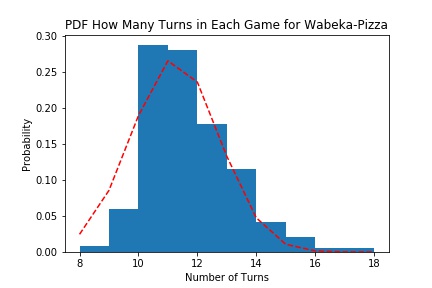 PDF How Many Turns in Each Game for Wabeka-Pizza
0.30
0.25
0.20
0.15
0.10
0.05
0.00
Probability
8 10 12 14 16 18
Number of Turns